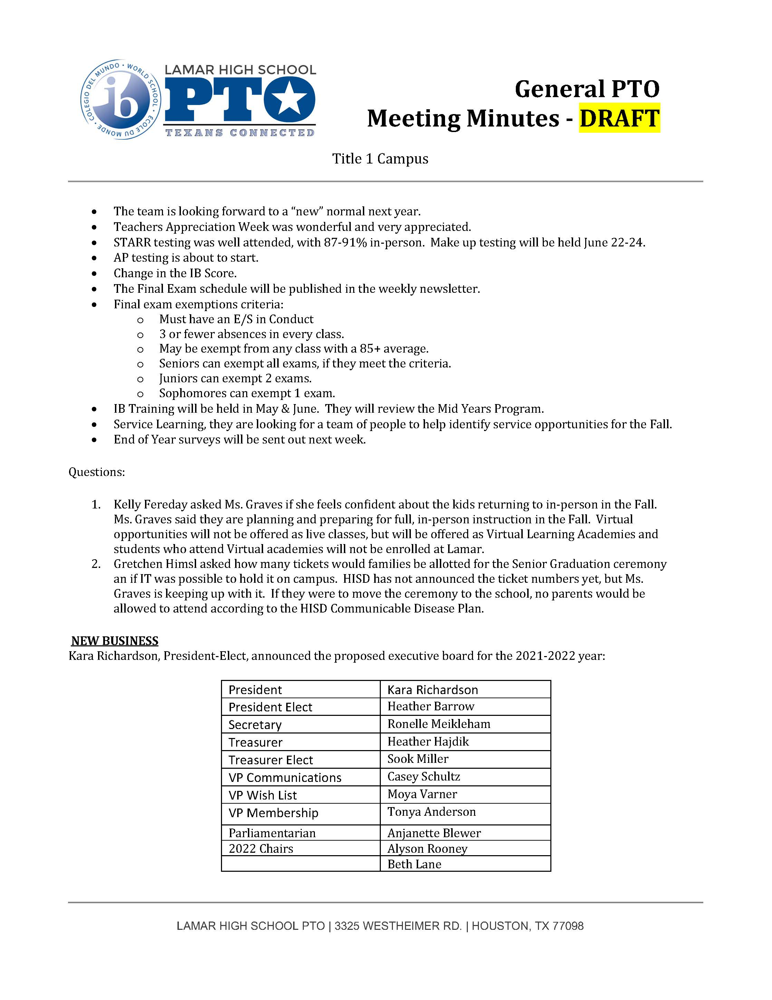 COLEGIO DEL MUNDO · WORLD SCHOOL · ÉCOLE DU MONDE ·
ib
LAMAR HIGH SCHOOL
PTO
TEXANS CONNECTED
General PTO
Meeting Minutes - DRAFT
Title 1 Campus
• The team is looking forward to a “new” normal next year.
• Teachers Appreciation Week was wonderful and very appreciated.
• STARR testing was well attended, with 87-91% in-person.  Make up testing will be held June 22-24.
• AP testing is about to start.
• Change in the IB Score.
• The Final Exam schedule will be published in the weekly newsletter.
• Final exam exemptions criteria:
o Must have an E/S in Conduct
o 3 or fewer absences in every class.
o May be exempt from any class with a 85+ average.
o Seniors can exempt all exams, if they meet the criteria.
o Juniors can exempt 2 exams.
o Sophomores can exempt 1 exam.
• IB Training will be held in May & June.  They will review the Mid Years Program.
• Service Learning, they are looking for a team of people to help identify service opportunities for the Fall.
• End of Year surveys will be sent out next week.
Questions:
1. Kelly Fereday asked Ms. Graves if she feels confident about the kids returning to in-person in the Fall.
Ms. Graves said they are planning and preparing for full, in-person instruction in the Fall.  Virtual
opportunities will not be offered as live classes, but will be offered as Virtual Learning Academies and
students who attend Virtual academies will not be enrolled at Lamar.
2. Gretchen Himsl asked how many tickets would families be allotted for the Senior Graduation ceremony
an if IT was possible to hold it on campus.  HISD has not announced the ticket numbers yet, but Ms.
Graves is keeping up with it.  If they were to move the ceremony to the school, no parents would be
allowed to attend according to the HISD Communicable Disease Plan.
NEW BUSINESS
Kara Richardson, President-Elect, announced the proposed executive board for the 2021-2022 year:
President Kara Richardson
President Elect Heather Barrow
Secretary Ronelle Meikleham
Treasurer Heather Hajdik
Treasurer Elect Sook Miller
VP Communications Casey Schultz
VP Wish List Moya Varner
VP Membership Tonya Anderson
Parliamentarian Anjanette Blewer
2022 Chairs Alyson Rooney
Beth Lane
LAMAR HIGH SCHOOL PTO | 3325 WESTHEIMER RD. | HOUSTON, TX 77098